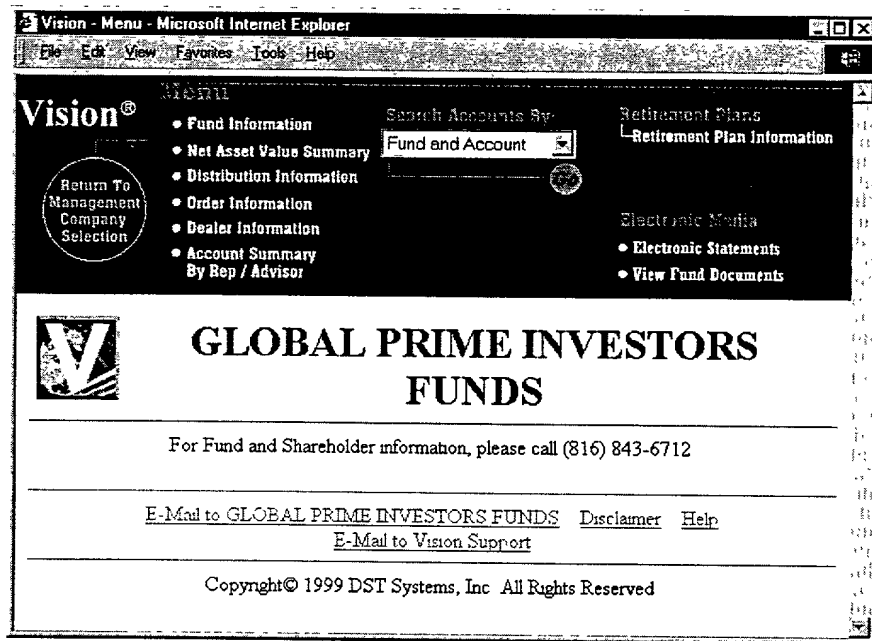 Vision - Menu - Microsoft Internet Explorer
File Edit View Favorites Tools Help
Vision®
Return To
Management
Company
Selection
Menu
• Fund Information
• Net Asset Value Summary
• Distribution Information
• Order Information
• Dealer Information
• Account Summary
By Rep / Advisor
Search Accounts By:
Fund and Account
Retirement Plans
Retirement Plan Information
Electronic Media
• Electronic Statements
• View Fund Documents
V
GLOBAL PRIME INVESTORS
FUNDS
For Fund and Shareholder information, please call (816) 843-6712
E-Mail to GLOBAL PRIME INVESTORS FUNDS Disclaimer Help
E-Mail to Vision Support
Copyright© 1999 DST Systems, Inc All Rights Reserved